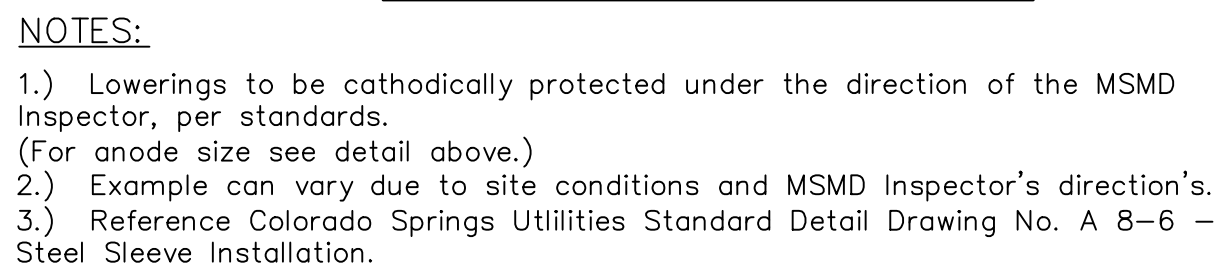 NOTES:
1.) Lowerings to be cathodically protected under the direction of the MSMD
Inspector, per standards.
(For anode size see detail above.)
2.) Example can vary due to site conditions and MSMD Inspector's direction's.
3.) Reference Colorado Springs Utlilities Standard Detail Drawing No. A 8-6 -
Steel Sleeve Installation.